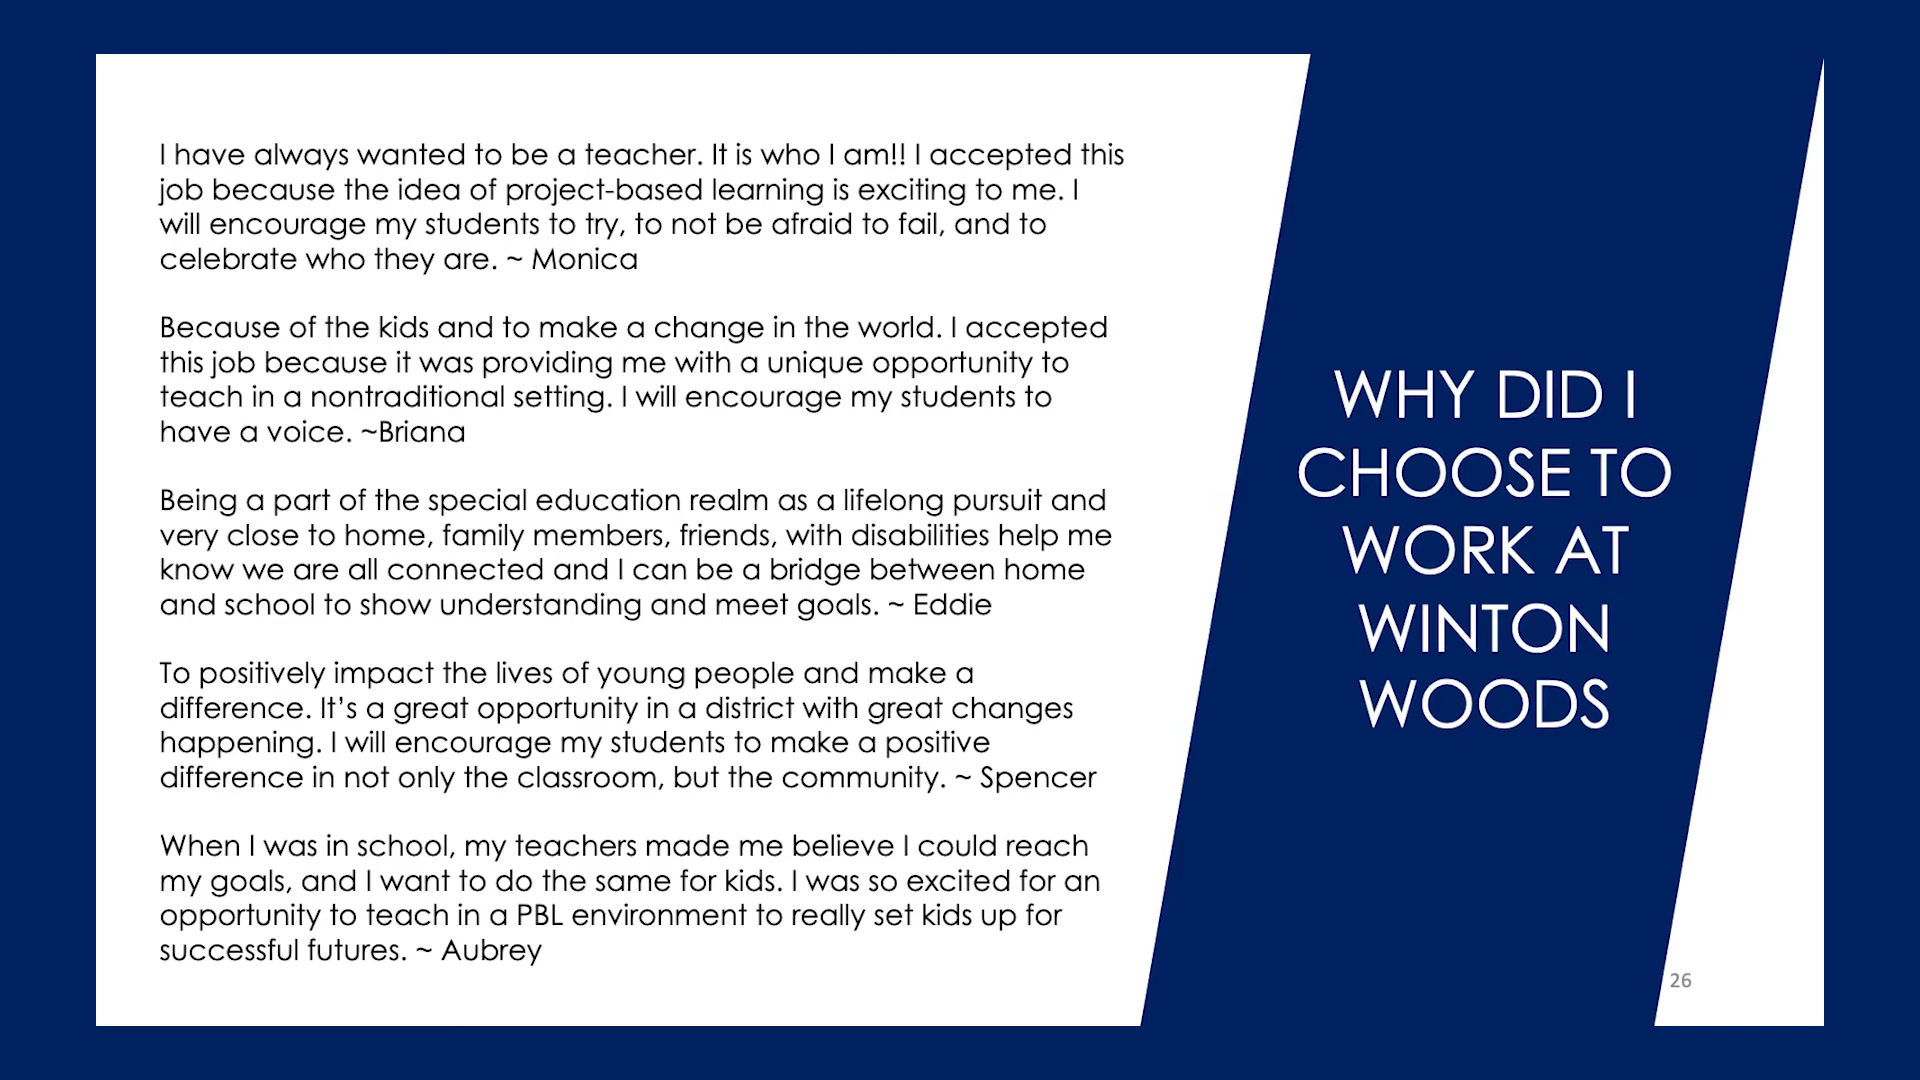 I have always wanted to be a teacher. It is who I am!! I accepted this
job because the idea of project-based learning is exciting to me. I
will encourage my students to try, to not be afraid to fail, and to
celebrate who they are. ~ Monica
Because of the kids and to make a change in the world. I accepted
this job because it was providing me with a unique opportunity to
teach in a nontraditional setting. I will encourage my students to
have a voice. ~Briana
Being a part of the special education realm as a lifelong pursuit and
very close to home, family members, friends, with disabilities help me
know we are all connected and I can be a bridge between home
and school to show understanding and meet goals. ~ Eddie
To positively impact the lives of young people and make a
difference. It’s a great opportunity in a district with great changes
happening. I will encourage my students to make a positive
difference in not only the classroom, but the community. ~ Spencer
When I was in school, my teachers made me believe I could reach
my goals, and I want to do the same for kids. I was so excited for an
opportunity to teach in a PBL environment to really set kids up for
successful futures. ~ Aubrey
WHY DID I
CHOOSE TO
WORK AT
WINTON
WOODS
26